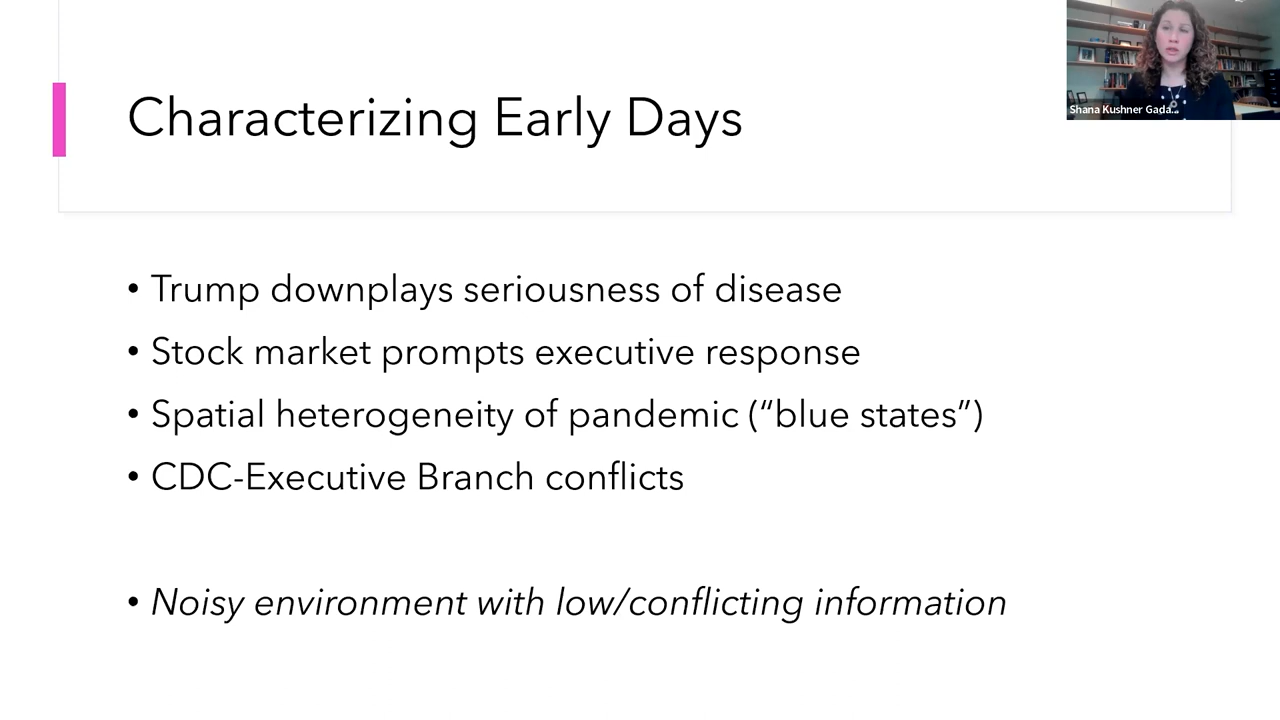 Characterizing Early Days
Shana Kushner Gada...
• Trump downplays seriousness of disease
• Stock market prompts executive response
• Spatial heterogeneity of pandemic (“blue states”)
• CDC-Executive Branch conflicts
• Noisy environment with low/conflicting information